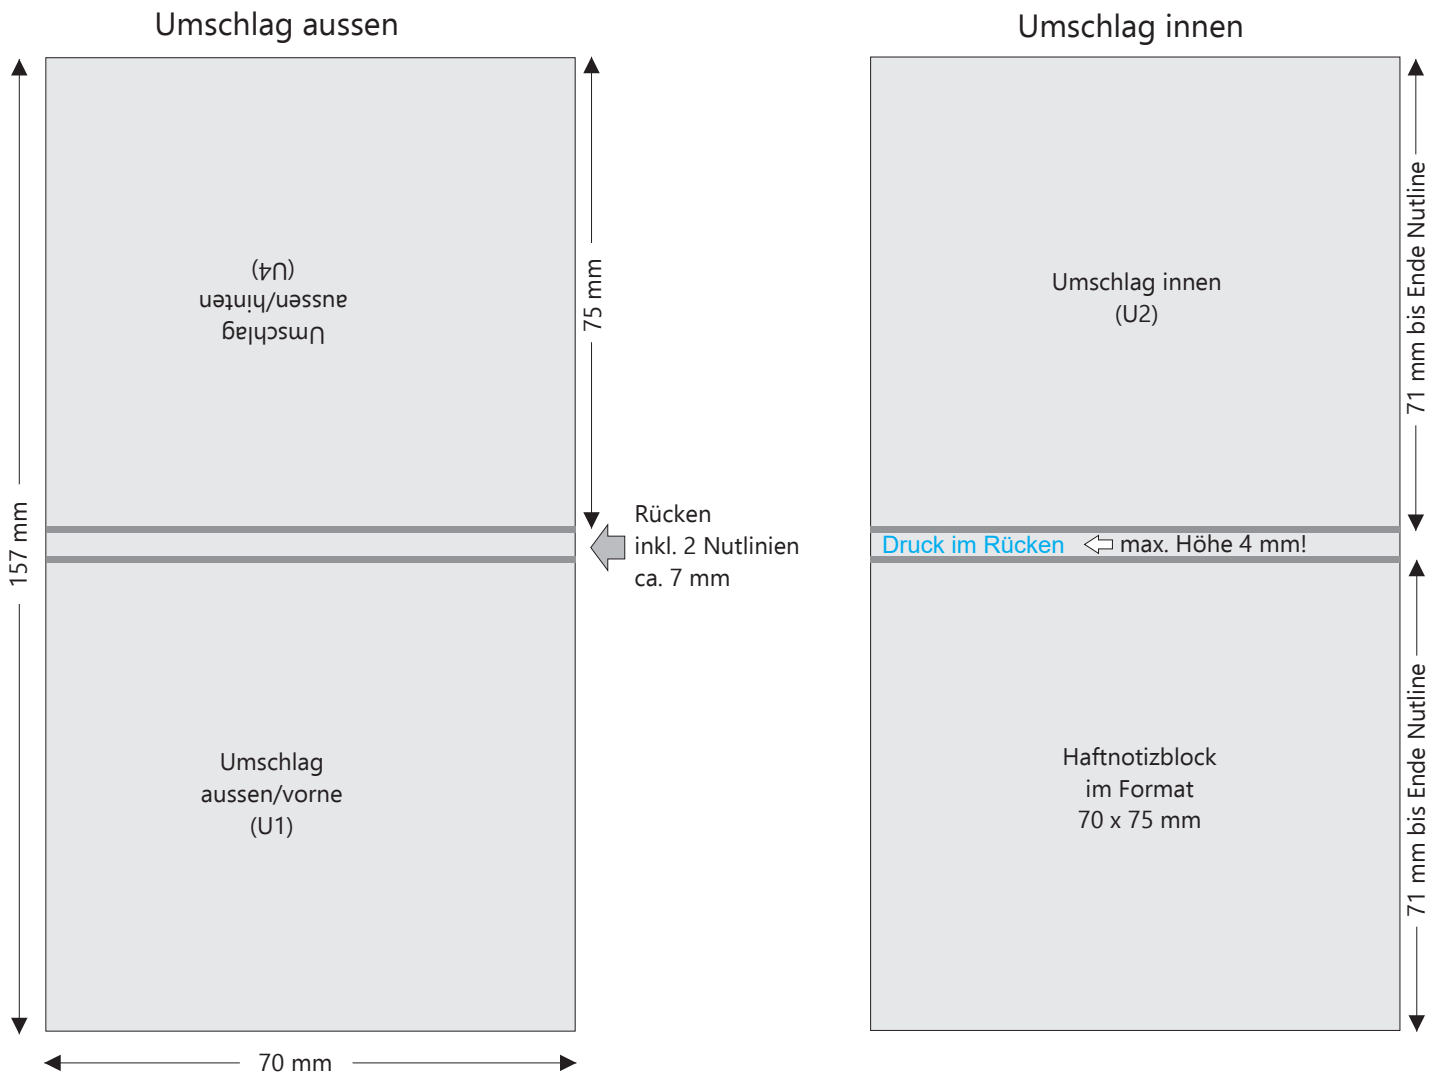 Umschlag aussen
157 mm
Umschlag
aussen/hinten
(U4)
75 mm
Rücken
inkl. 2 Nutlinien
ca. 7 mm
Umschlag
aussen/vorne
(U1)
70 mm
Umschlag innen
Umschlag innen
(U2)
71 mm bis Ende Nutline
Druck im Rücken max. Höhe 4 mm!
Haftnotizblock
im Format
70 x 75 mm
71 mm bis Ende Nutline